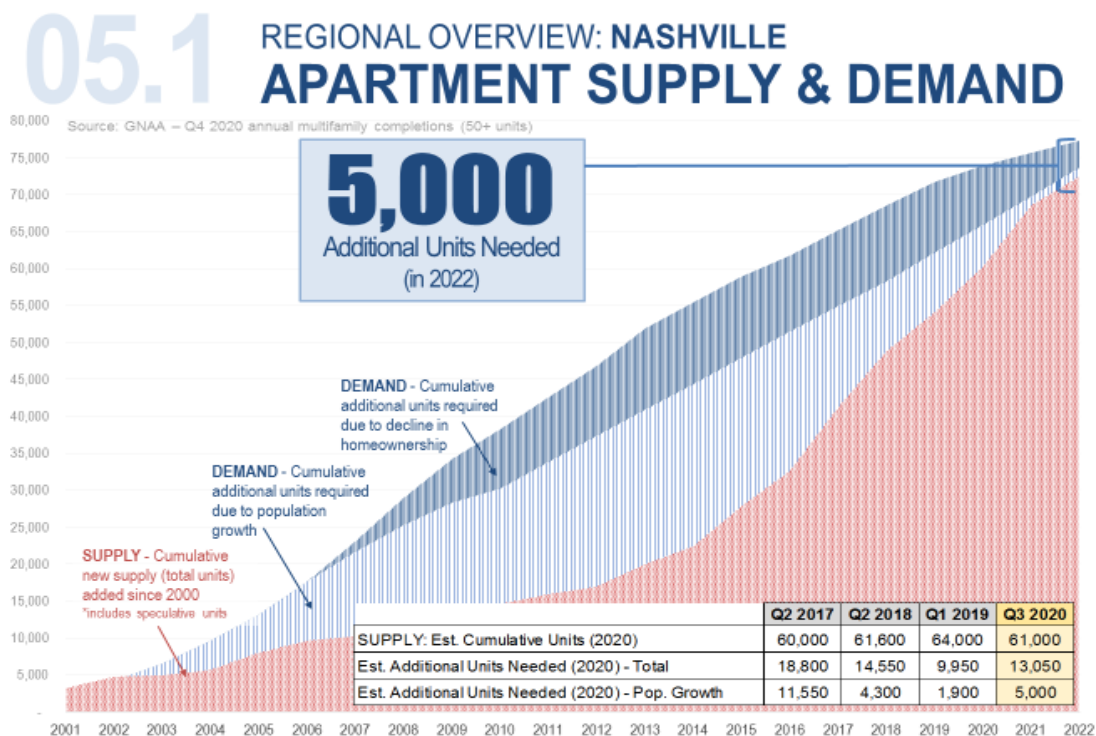 05.1
REGIONAL OVERVIEW: NASHVILLE
APARTMENT SUPPLY & DEMAND
80,000
Source: GNAA – Q4 2020 annual multifamily completions (50+ units)
75,000
70,000
65,000
60,000
55,000
50,000
45,000
40,000
35,000
30,000
25,000
20,000
15,000
10,000
5,000
-
5,000
Additional Units Needed
(in 2022)
DEMAND - Cumulative
additional units required
due to decline in
homeownership
DEMAND - Cumulative
additional units required
due to population
growth
SUPPLY - Cumulative
new supply (total units)
added since 2000
*includes speculative units
Q2 2017 Q2 2018 Q1 2019 Q3 2020
SUPPLY: Est. Cumulative Units (2020) 60,000 61,600 64,000 61,000
Est. Additional Units Needed (2020) - Total 18,800 14,550 9,950 13,050
Est. Additional Units Needed (2020) - Pop. Growth 11,550 4,300 1,900 5,000
2001 2002 2003 2004 2005 2006 2007 2008 2009 2010 2011 2012 2013 2014 2015 2016 2017 2018 2019 2020 2021 2022